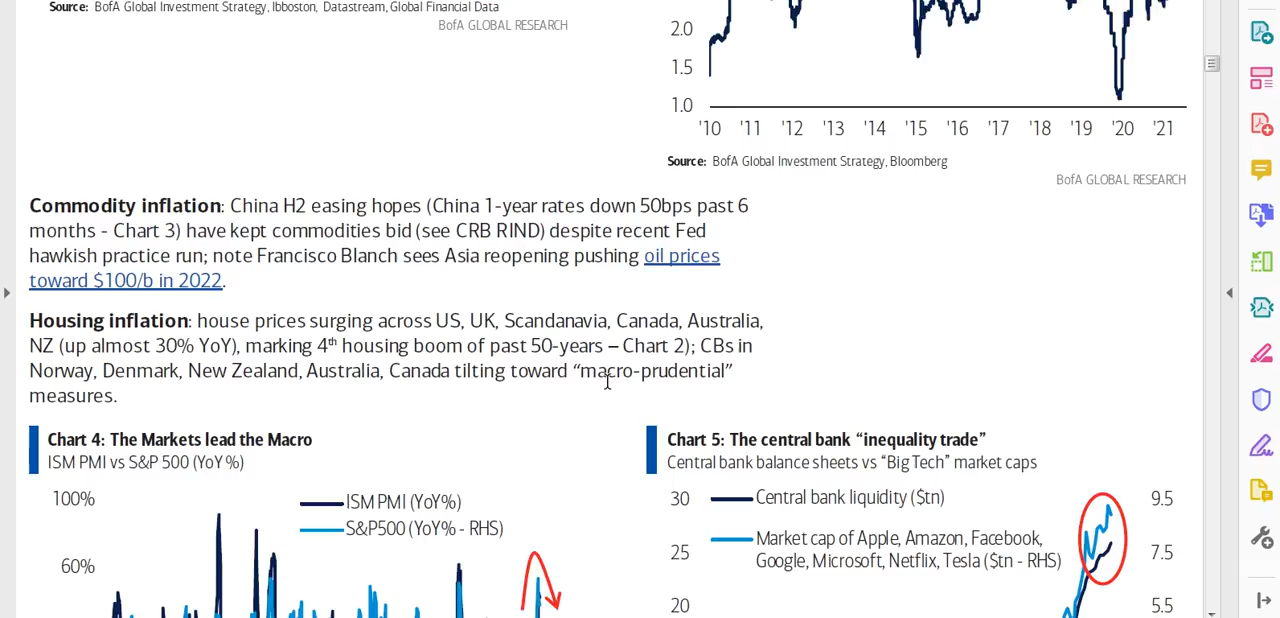 Source: BofA Global Investment Strategy, Ibboston, Datastream, Global Financial Data
BofA GLOBAL RESEARCH
2.0
1.5
1.0
'10 '11 '12 '13 '14 '15 '16 '17 '18 '19 '20 '21
Source: BofA Global Investment Strategy, Bloomberg
BofA GLOBAL RESEARCH
Commodity inflation: China H2 easing hopes (China 1-year rates down 50bps past 6
months - Chart 3) have kept commodities bid (see CRB RIND) despite recent Fed
hawkish practice run; note Francisco Blanch sees Asia reopening pushing oil prices
toward $100/b in 2022.
Housing inflation: house prices surging across US, UK, Scandanavia, Canada, Australia,
NZ (up almost 30% YoY), marking 4th housing boom of past 50-years – Chart 2); CBs in
Norway, Denmark, New Zealand, Australia, Canada tilting toward “macro-prudential”
measures.
Chart 4: The Markets lead the Macro
ISM PMI vs S&P 500 (YoY %)
100%
ISM PMI (YoY%)
S&P500 (YoY% - RHS)
60%
Chart 5: The central bank “inequality trade”
Central bank balance sheets vs “Big Tech” market caps
30
Central bank liquidity ($tn)
9.5
Market cap of Apple, Amazon, Facebook,
Google, Microsoft, Netflix, Tesla ($tn - RHS)
25
7.5
20
5.5